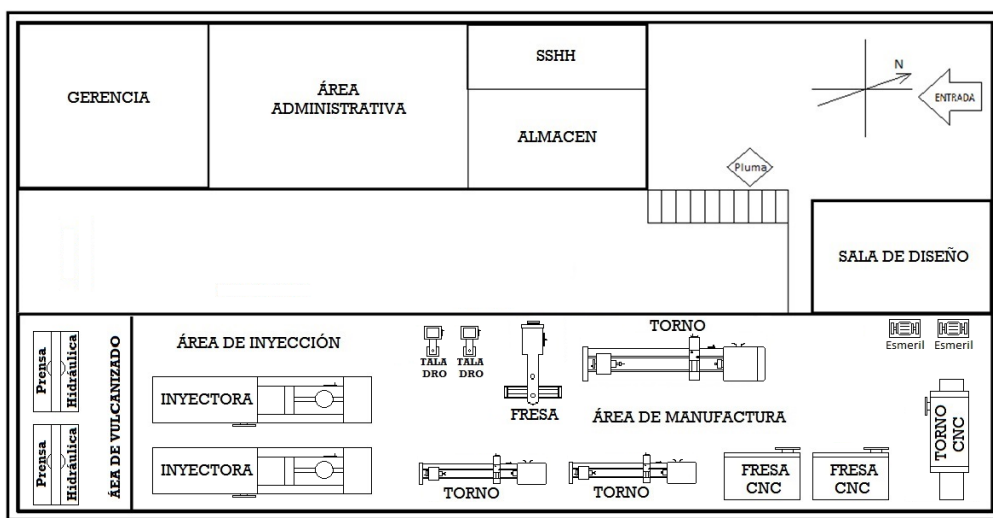 SSHH
GERENCIA
ÁREA
ADMINISTRATIVA
ALMACEN
N
ENTRADA
Pluma
SALA DE DISEÑO
Prensa
Hidráulica
Prensa
Hidráulica
ÁEA DE VULCANIZADO
ÁREA DE INYECCIÓN
INYECTORA
INYECTORA
TALA
DRO
TALA
DRO
FRESA
TORNO
Esmeril
Esmeril
ÁREA DE MANUFACTURA
TORNO
CNC
TORNO
TORNO
FRESA
CNC
FRESA
CNC